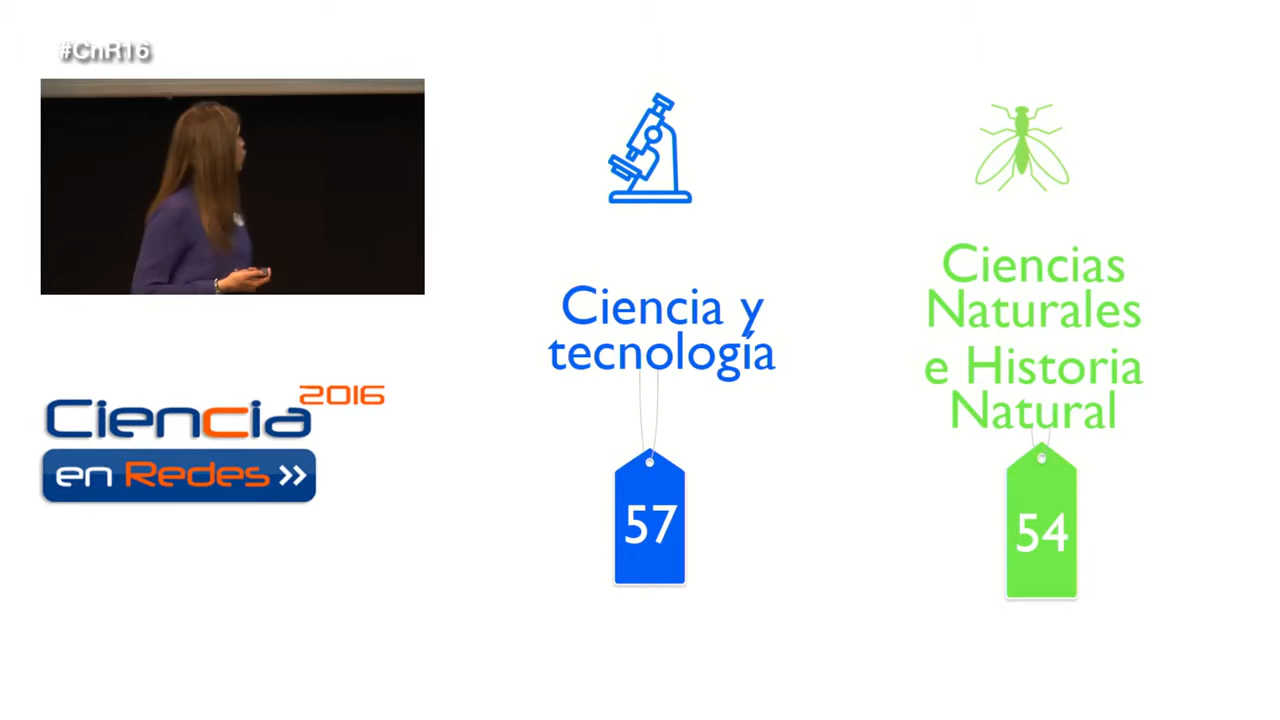 #CnR16
Ciencia 2016
en Redes »
Ciencia y
tecnología
57
Ciencias
Naturales
e Historia
Natural
54